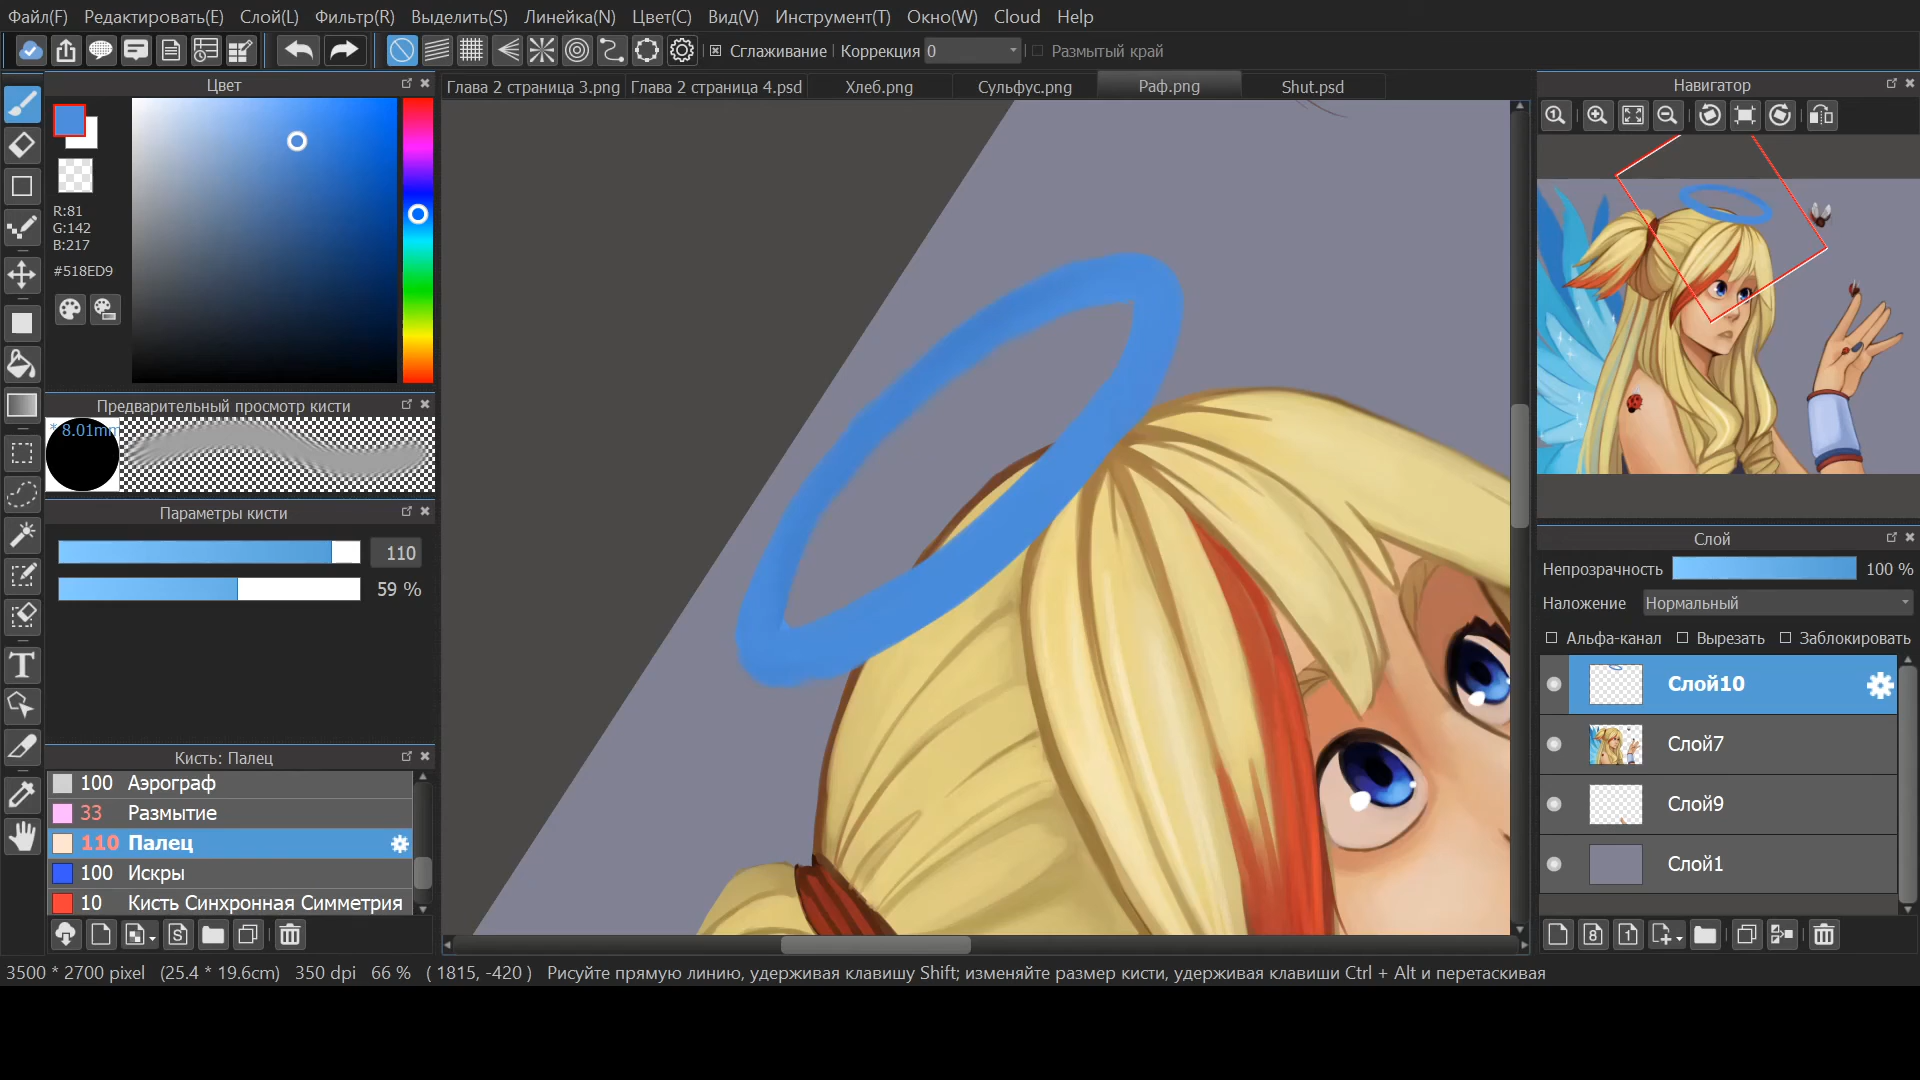 Файл(F) Редактировать(E) Слой(L) Фильтр(R) Выделить(S) Линейка(N) Цвет(C) Вид(V) Инструмент(T) Окно(W) Cloud Help
Сглаживание Коррекция 0 Размытый край
Цвет
Глава 2 страница 3.png Глава 2 страница 4.psd Хлеб.png Сульфус.png Раф.png Shut.psd
Навигатор
R:81
G:142
B:217
#518ED9
Предварительный просмотр кисти
* 8.01mm
Параметры кисти
110
59 %
Кисть: Палец
100 Аэрограф
33 Размытие
110 Палец
100 Искры
10 Кисть Синхронная Симметрия
Слой
Непрозрачность 100 %
Наложение Нормальный
Альфа-канал Вырезать Заблокировать
Слой10
Слой7
Слой9
Слой1
3500 * 2700 pixel (25.4 * 19.6cm) 350 dpi 66 % ( 1815, -420 ) Рисуйте прямую линию, удерживая клавишу Shift; изменяйте размер кисти, удерживая клавиши Ctrl + Alt и перетаскивая